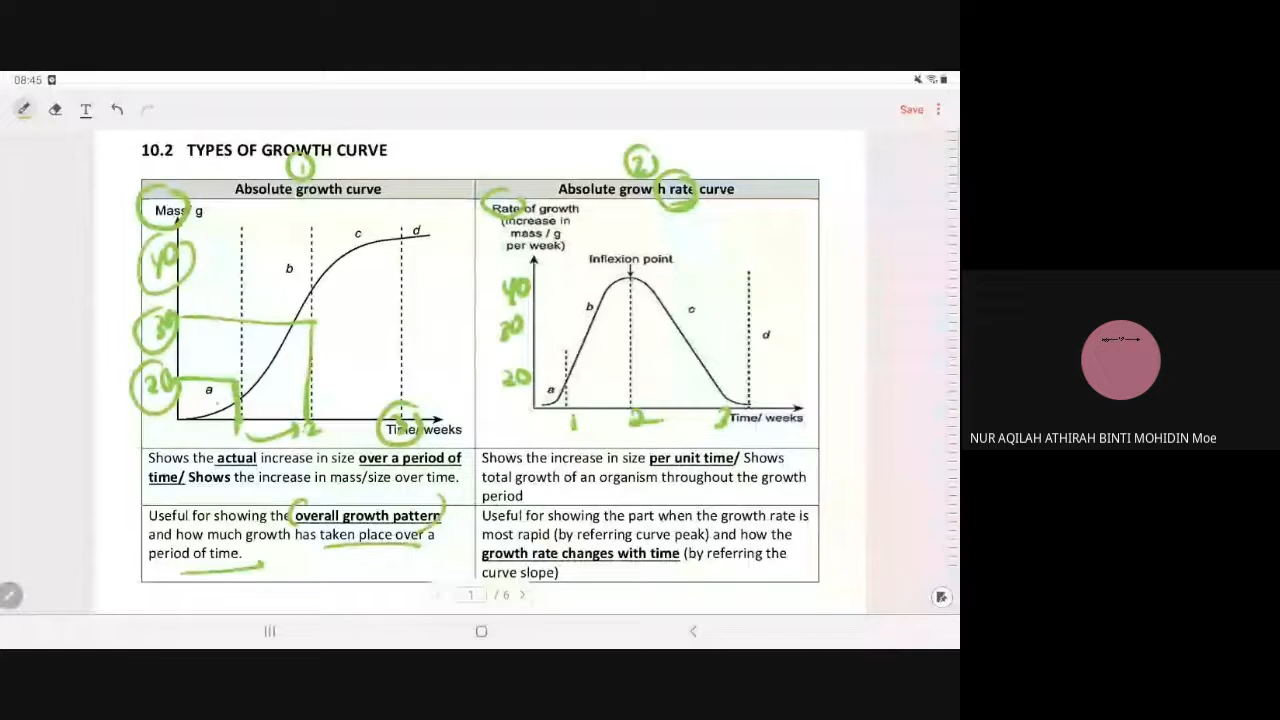 08:45
T
Save
10.2 TYPES OF GROWTH CURVE
1
2
Absolute growth curve
Absolute growth rate curve
Mass/ g
40
30
20
a
b
c
d
1
2
3
Time/ weeks
Rate of growth
(increase in
mass / g
per week)
Inflexion point
40
30
20
a
b
c
d
1
2
3
Time/ weeks
Shows the actual increase in size over a period of
time/ Shows the increase in mass/size over time.
Shows the increase in size per unit time/ Shows
total growth of an organism throughout the growth
period
Useful for showing the overall growth pattern
and how much growth has taken place over a
period of time.
Useful for showing the part when the growth rate is
most rapid (by referring curve peak) and how the
growth rate changes with time (by referring the
curve slope)
1 / 6
NUR AQILAH ATHIRAH BINTI MOHIDIN Moe